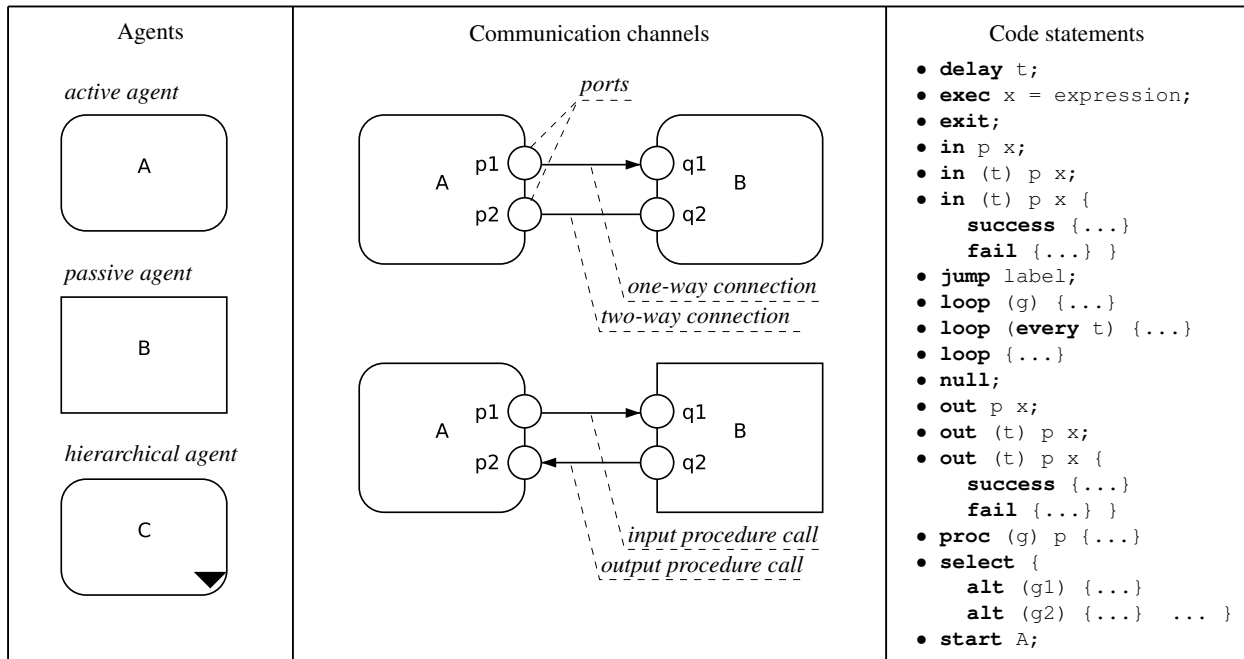 Agents
active agent
A
passive agent
B
hierarchical agent
C
Communication channels
ports
A
p1
p2
q1
q2
B
one-way connection
two-way connection
A
p1
p2
q1
q2
B
input procedure call
output procedure call
Code statements
• delay t;
• exec x = expression;
• exit;
• in p x;
• in (t) p x;
• in (t) p x {
success {...}
fail {...} }
• jump label;
• loop (g) {...}
• loop (every t) {...}
• loop {...}
• null;
• out p x;
• out (t) p x;
• out (t) p x {
success {...}
fail {...} }
• proc (g) p {...}
• select {
alt (g1) {...}
alt (g2) {...} ... }
• start A;